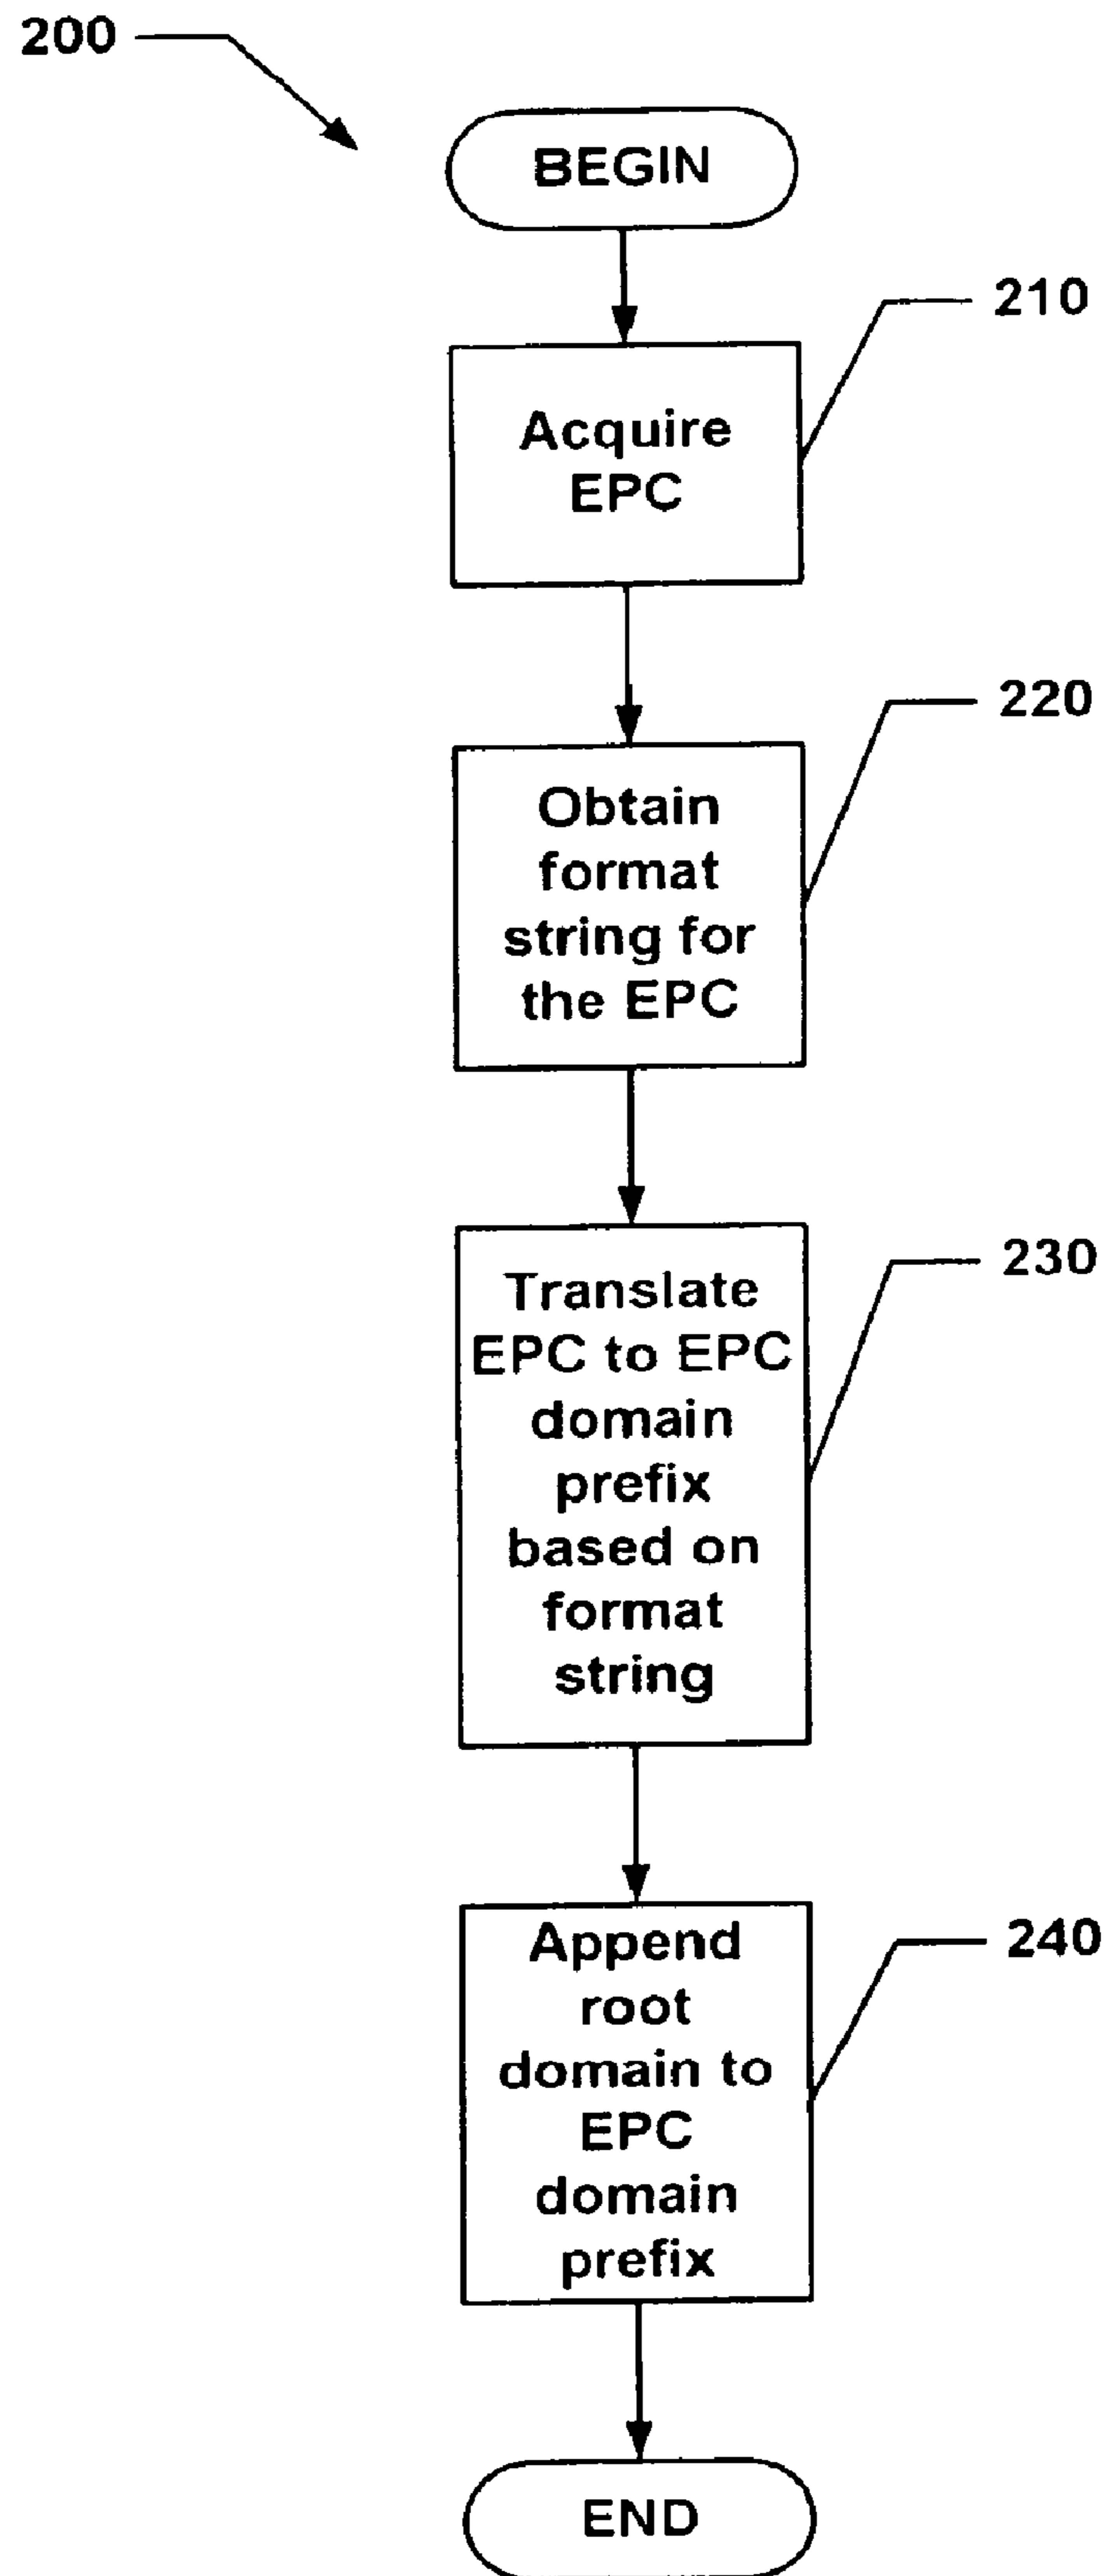 200
BEGIN
210
Acquire
EPC
220
Obtain
format
string for
the EPC
230
Translate
EPC to EPC
domain
prefix
based on
format
string
240
Append
root
domain to
EPC
domain
prefix
END